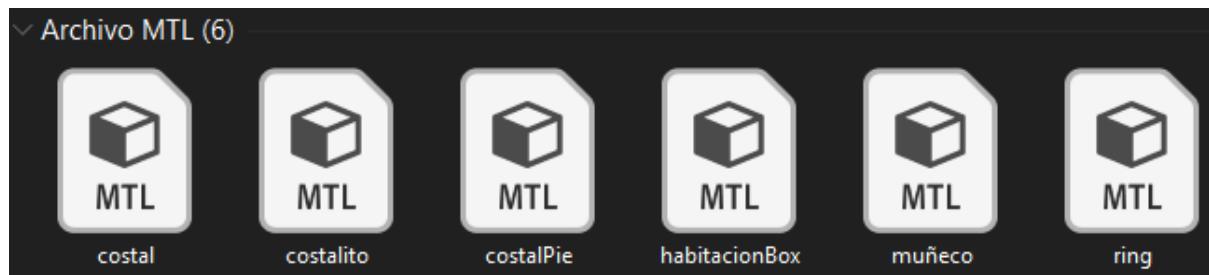 Archivo MTL (6)
MTL MTL MTL MTL MTL MTL
costal costalito costalPie habitacionBox muñeco ring